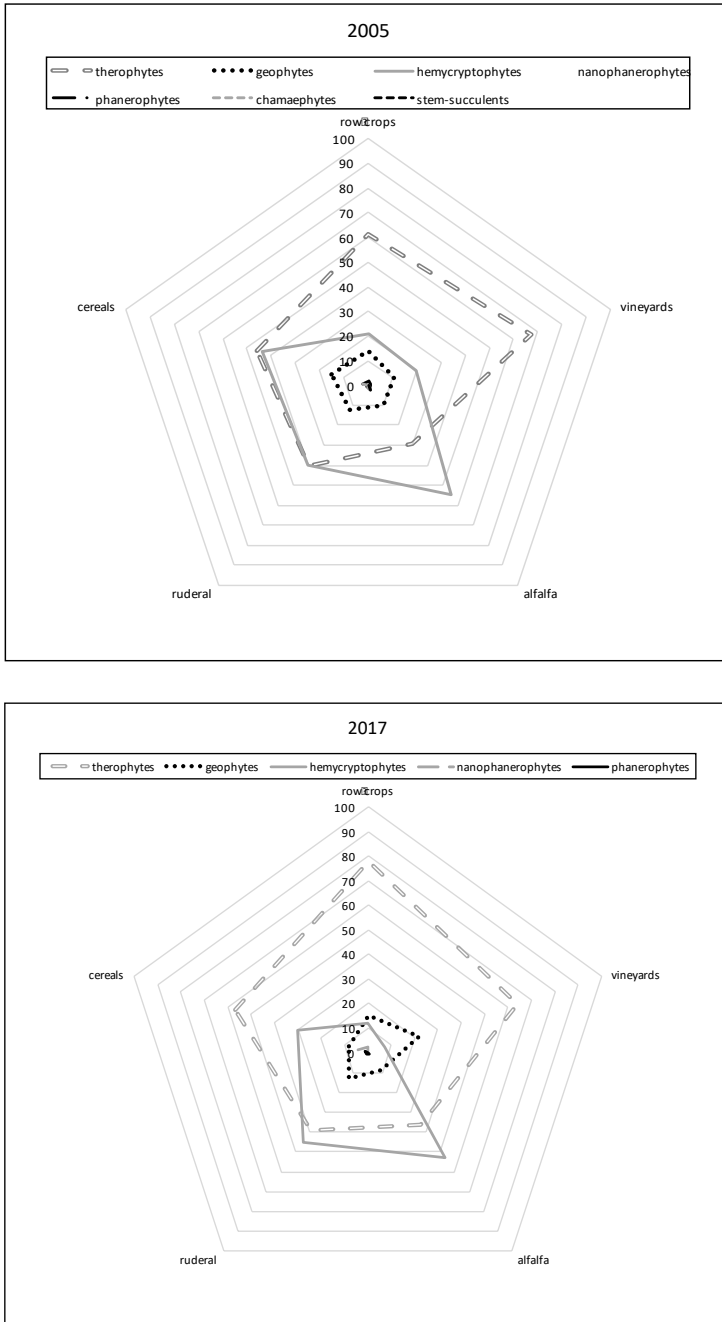 2005
therophytes geophytes hemycryptophytes nanophanerophytes
phanerophytes chamaephytes stem-succulents
row crops
100
90
80
70
60
50
40
30
20
10
0
cereals
vineyards
ruderal
alfalfa
2017
therophytes geophytes hemycryptophytes nanophanerophytes phanerophytes
row crops
100
90
80
70
60
50
40
30
20
10
0
cereals
vineyards
ruderal
alfalfa